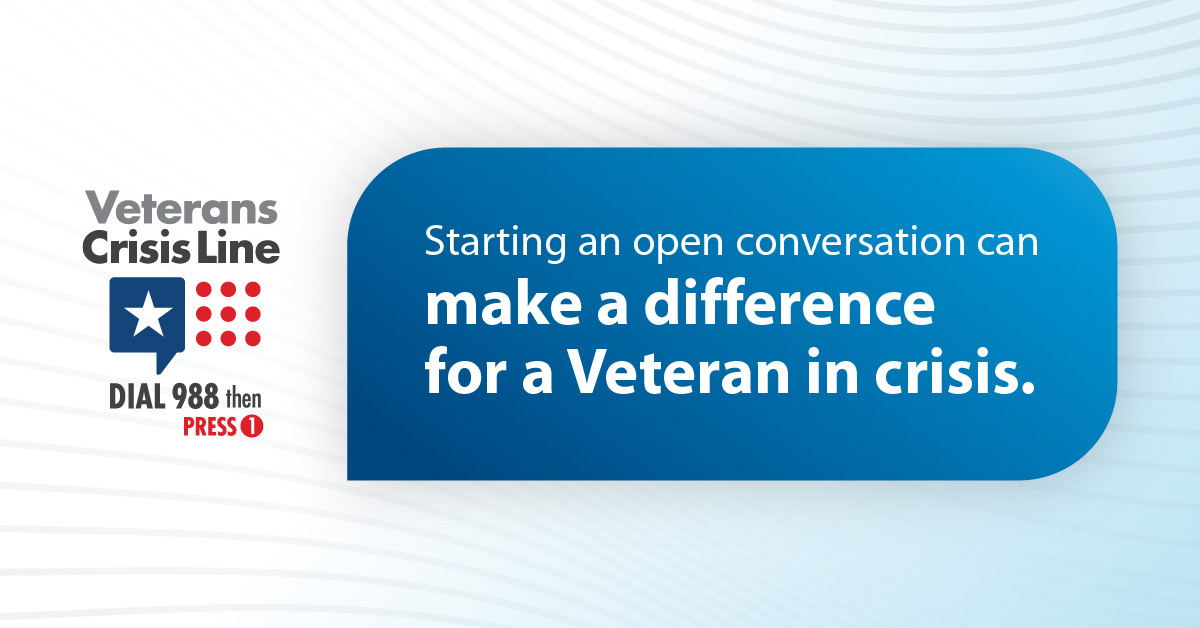 Veterans
Crisis Line
DIAL 988 then
PRESS 1
Starting an open conversation can
make a difference
for a Veteran in crisis.